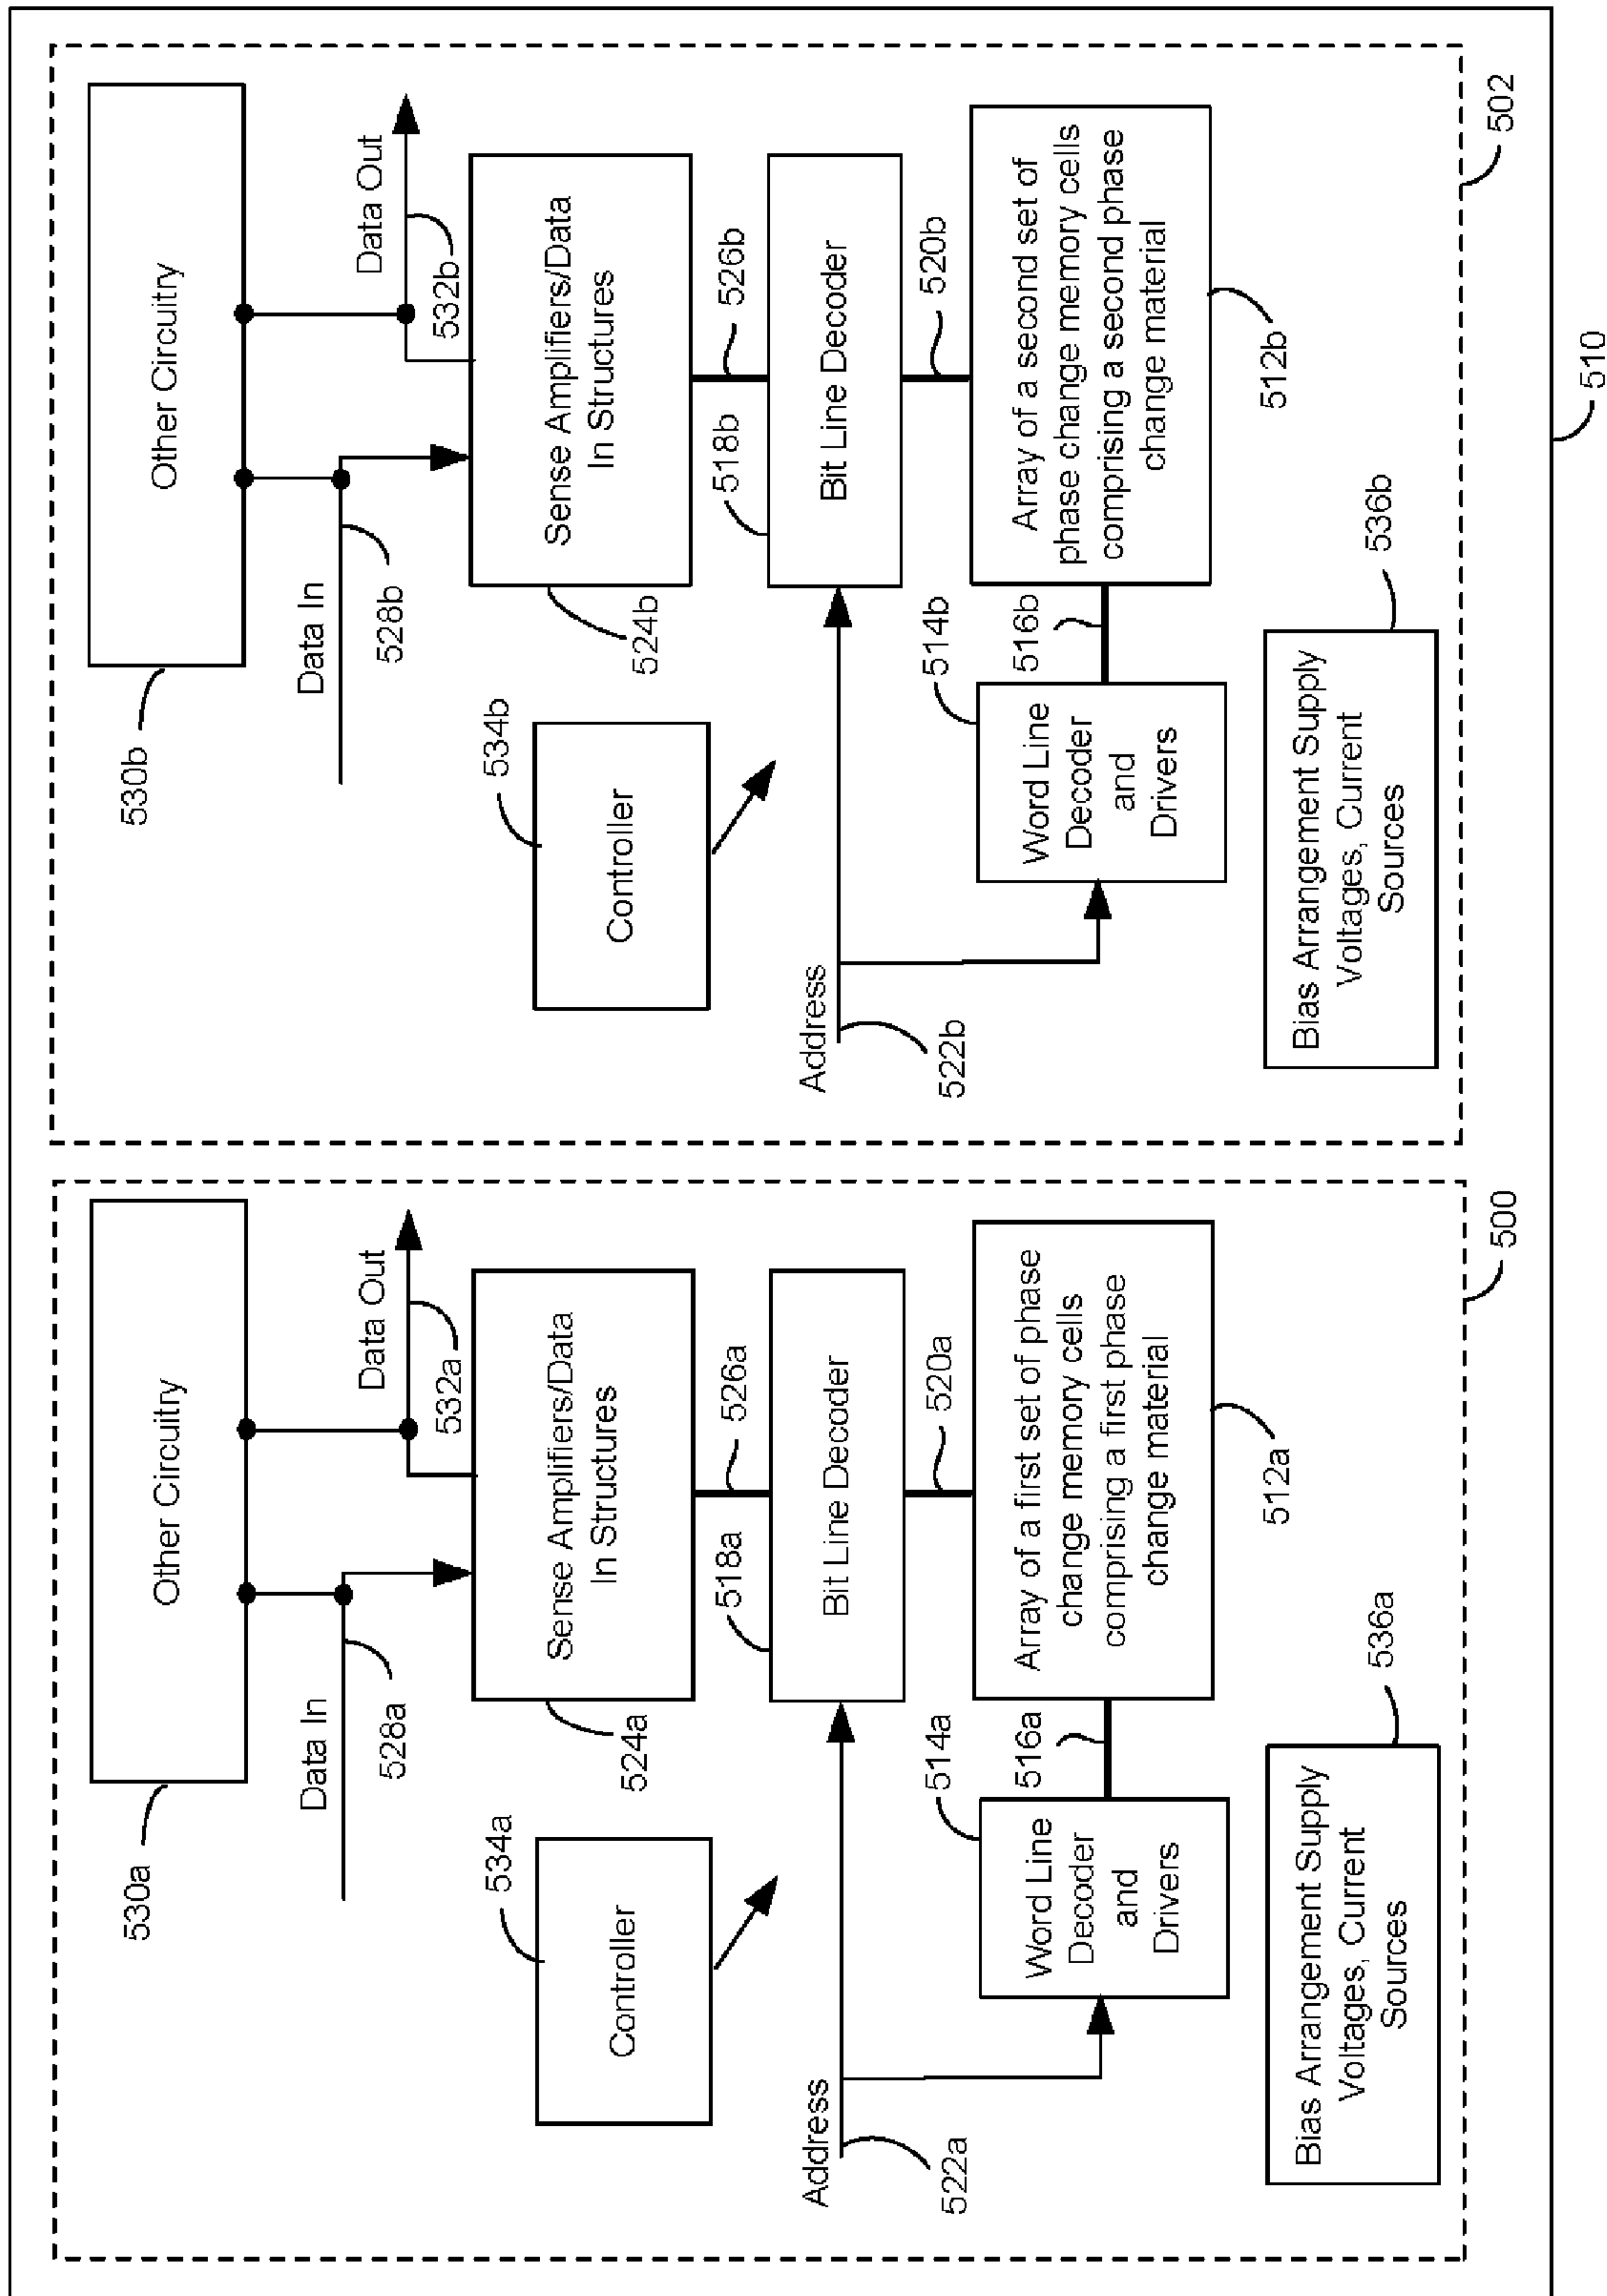 530a
Other Circuitry
Data In
528a
Data Out
532a
534a
Controller
Sense Amplifiers/Data
In Structures
524a
526a
518a
Bit Line Decoder
Address
522a
520a
514a
Word Line
Decoder
and
Drivers
516a
Array of a first set of phase
change memory cells
comprising a first phase
change material
512a
Bias Arrangement Supply
Voltages, Current
Sources
536a
500
530b
Other Circuitry
Data In
528b
Data Out
532b
534b
Controller
Sense Amplifiers/Data
In Structures
524b
526b
518b
Bit Line Decoder
Address
522b
520b
514b
Word Line
Decoder
and
Drivers
516b
Array of a second set of
phase change memory cells
comprising a second phase
change material
512b
Bias Arrangement Supply
Voltages, Current
Sources
536b
502
510